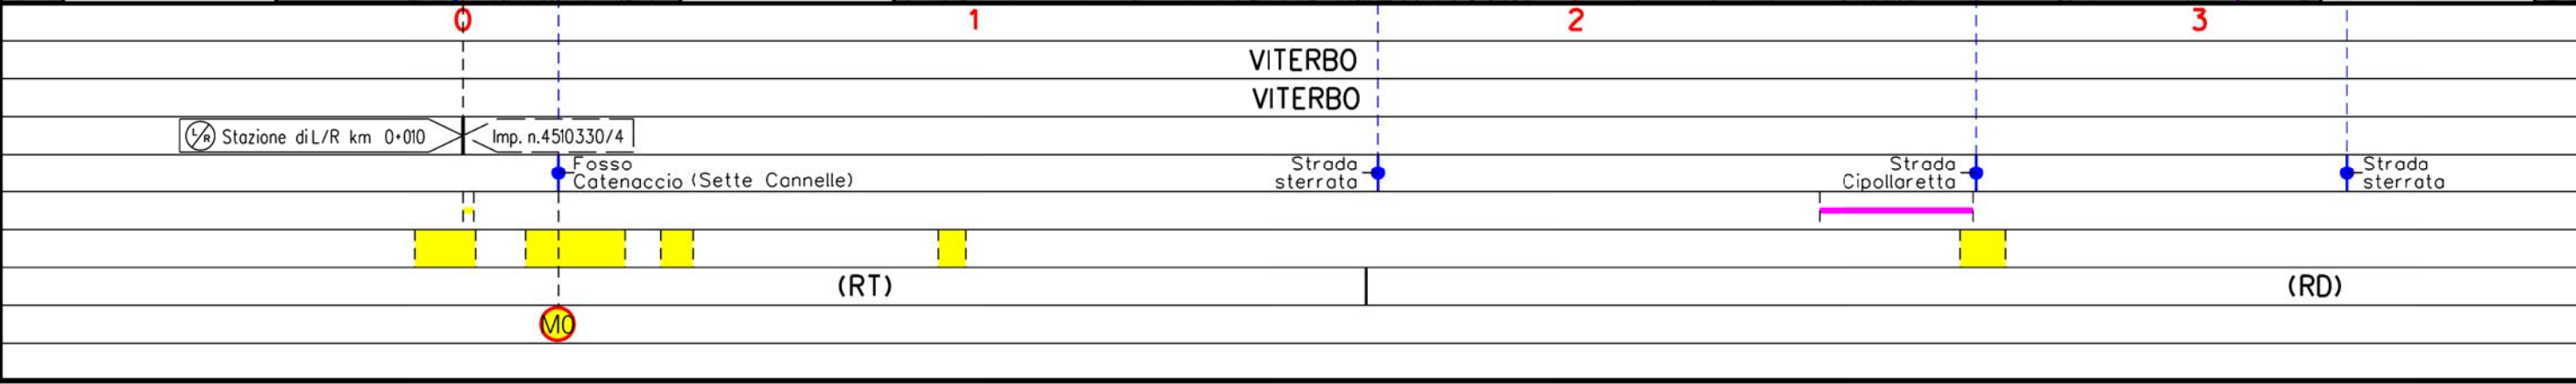 0 1 2 3
VITERBO
VITERBO
L/R Stazione di L/R km 0+010 Imp. n.4510330/4
Fosso
Catenaccio (Sette Cannelle)
Strada
sterrata
Strada
Cipollaretta
Strada
sterrata
(RT) (RD)
M0